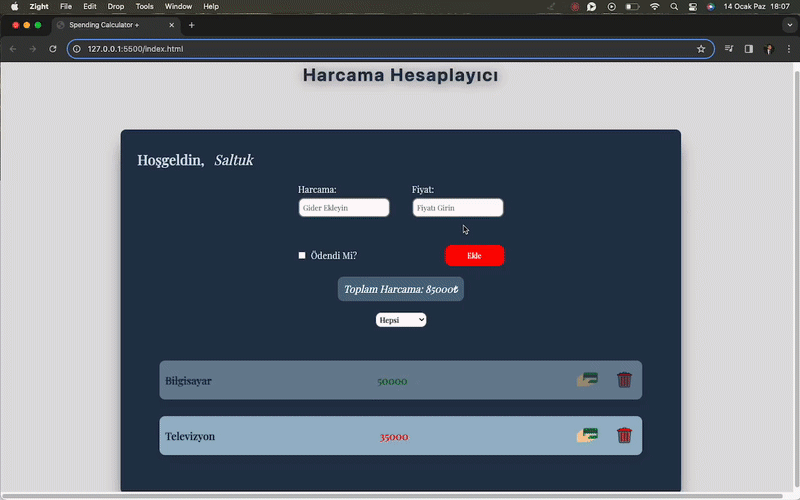 Zight File Edit Drop Tools Window Help 14 Ocak Paz 18:07
Spending Calculator +
127.0.0.1:5500/index.html
Harcama Hesaplayıcı
Hoşgeldin, Saltuk
Harcama: Fiyat:
Gider Ekleyin Fiyatı Girin
Ödendi Mi? Ekle
Toplam Harcama: 85000₺
Hepsi
Bilgisayar 50000
Televizyon 35000